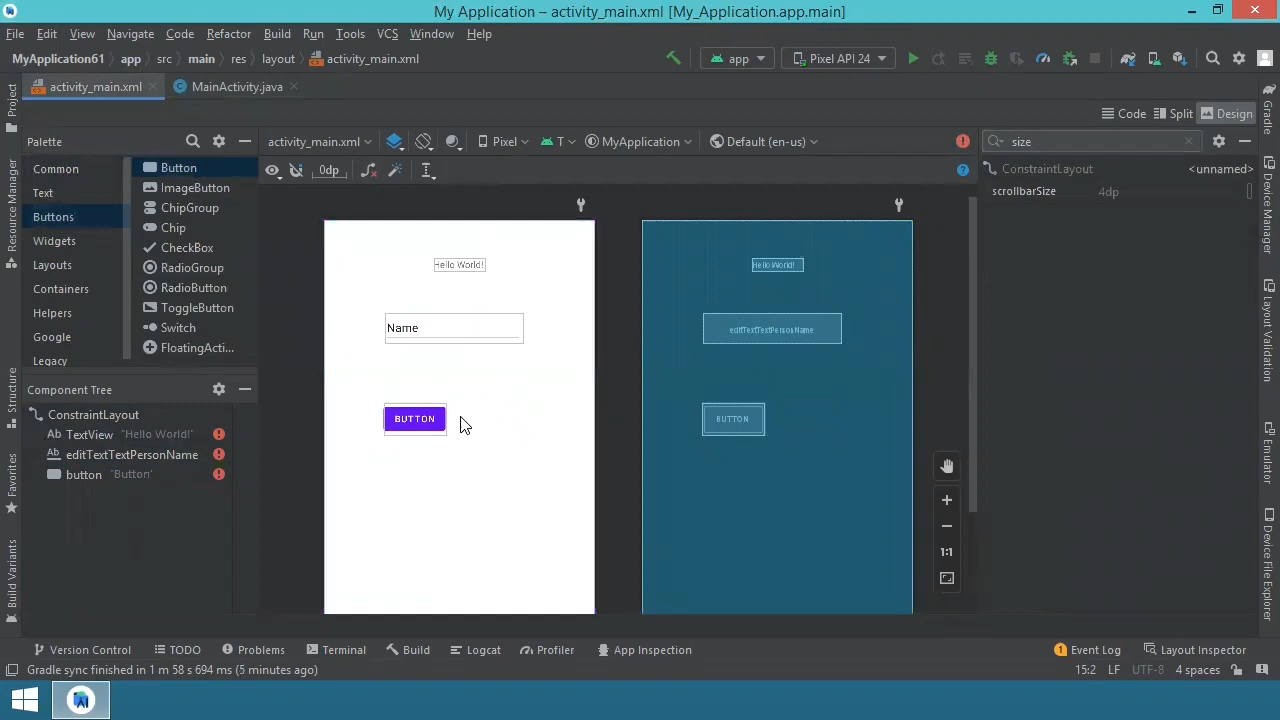 My Application – activity_main.xml [My_Application.app.main]
File Edit View Navigate Code Refactor Build Run Tools VCS Window Help
MyApplication61 app src main res layout activity_main.xml app Pixel API 24
activity_main.xml MainActivity.java
Code Split Design
Palette activity_main.xml Pixel T MyApplication Default (en-us) size
0dp
Common
Text
Buttons
Widgets
Layouts
Containers
Helpers
Google
Legacy
Button
ImageButton
ChipGroup
Chip
CheckBox
RadioGroup
RadioButton
ToggleButton
Switch
FloatingActi...
Component Tree
ConstraintLayout
Ab TextView "Hello World!"
Ab editTextTextPersonName
button "Button"
Hello World!
Name
BUTTON
Hello World!
editTextTextPersonName
BUTTON
1:1
ConstraintLayout <unnamed>
scrollbarSize 4dp
Project
Resource Manager
Structure
Favorites
Build Variants
Gradle
Device Manager
Layout Validation
Emulator
Device File Explorer
Version Control TODO Problems Terminal Build Logcat Profiler App Inspection 1 Event Log Layout Inspector
Gradle sync finished in 1 m 58 s 694 ms (5 minutes ago) 15:2 LF UTF-8 4 spaces